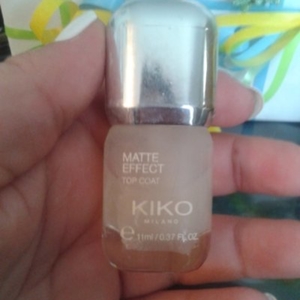 MATTE
EFFECT
TOP COAT
KIKO
MILANO
e 11ml/0.37 FL.OZ.